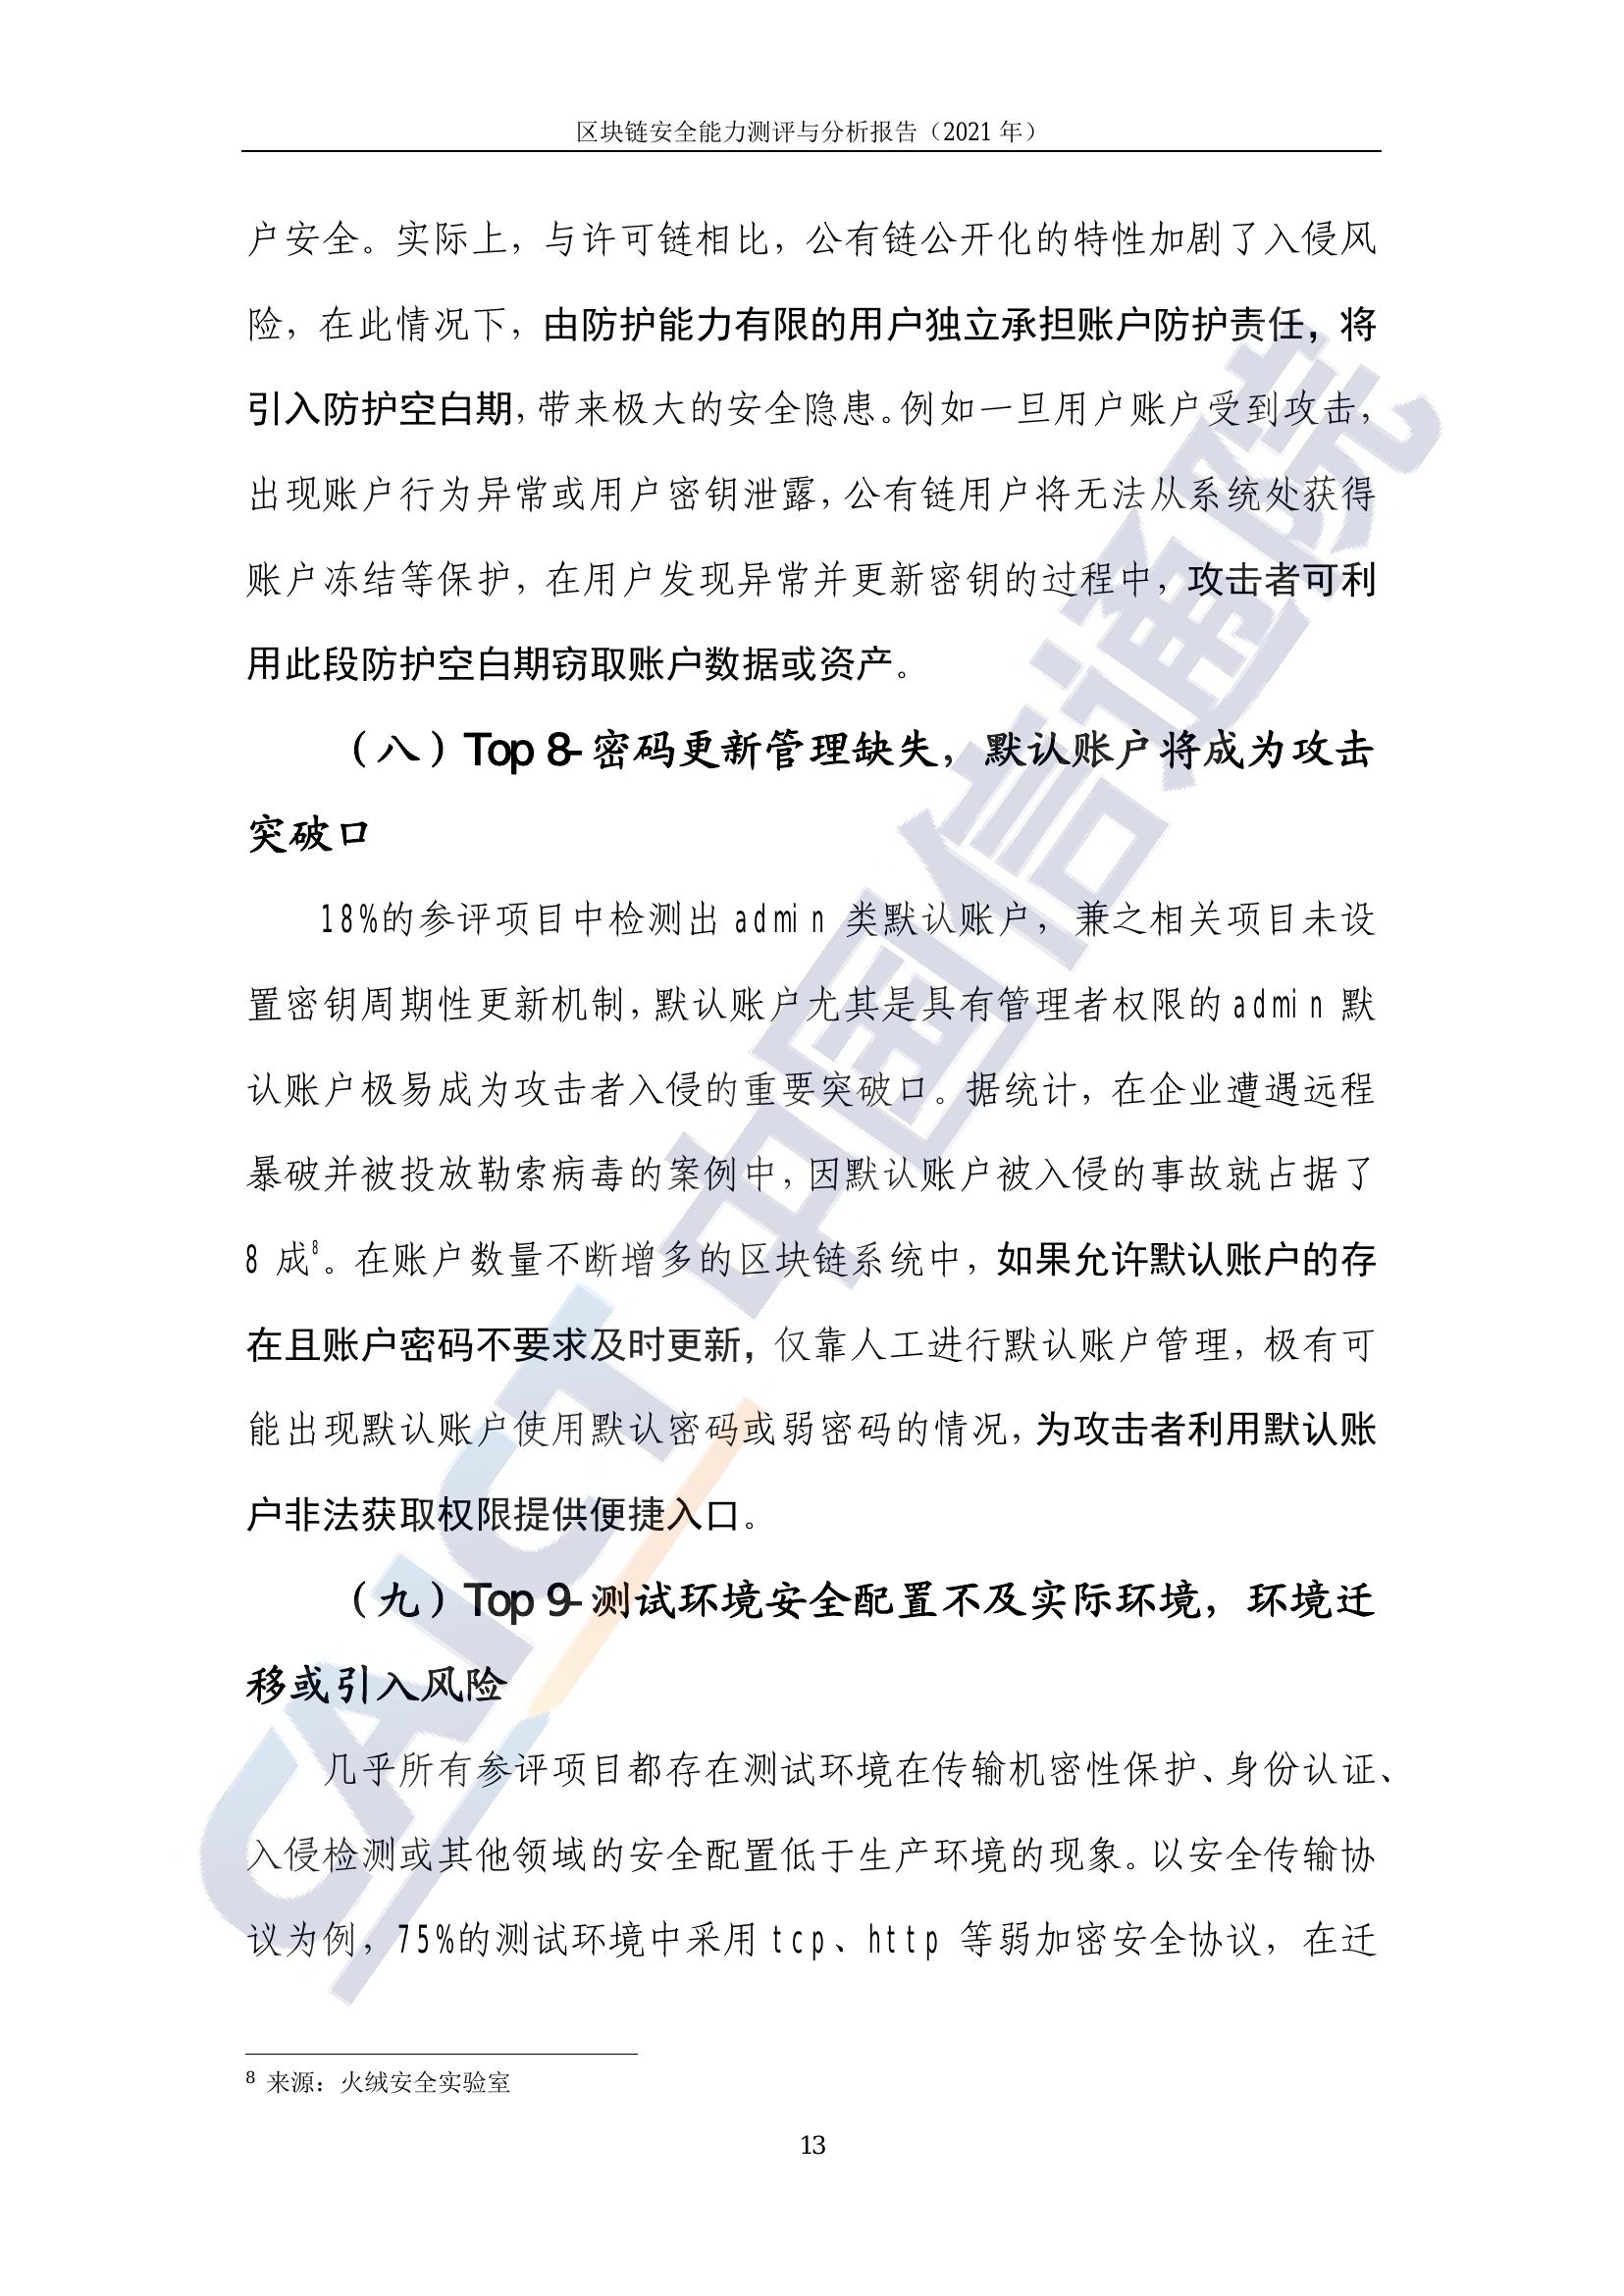 区块链安全能力测评与分析报告（2021 年）
户安全。实际上，与许可链相比，公有链公开化的特性加剧了入侵风
险，在此情况下，由防护能力有限的用户独立承担账户防护责任，将
引入防护空白期，带来极大的安全隐患。例如一旦用户账户受到攻击，
出现账户行为异常或用户密钥泄露，公有链用户将无法从系统处获得
账户冻结等保护，在用户发现异常并更新密钥的过程中，攻击者可利
用此段防护空白期窃取账户数据或资产。
（八）Top 8-密码更新管理缺失，默认账户将成为攻击
突破口
18%的参评项目中检测出 admin 类默认账户，兼之相关项目未设
置密钥周期性更新机制，默认账户尤其是具有管理者权限的 admin 默
认账户极易成为攻击者入侵的重要突破口。据统计，在企业遭遇远程
暴破并被投放勒索病毒的案例中，因默认账户被入侵的事故就占据了
8 成8。在账户数量不断增多的区块链系统中，如果允许默认账户的存
在且账户密码不要求及时更新，仅靠人工进行默认账户管理，极有可
能出现默认账户使用默认密码或弱密码的情况，为攻击者利用默认账
户非法获取权限提供便捷入口。
（九）Top 9-测试环境安全配置不及实际环境，环境迁
移或引入风险
几乎所有参评项目都存在测试环境在传输机密性保护、身份认证、
入侵检测或其他领域的安全配置低于生产环境的现象。以安全传输协
议为例，75%的测试环境中采用 tcp、http 等弱加密安全协议，在迁
8 来源：火绒安全实验室
13
CAICT 中国信通院